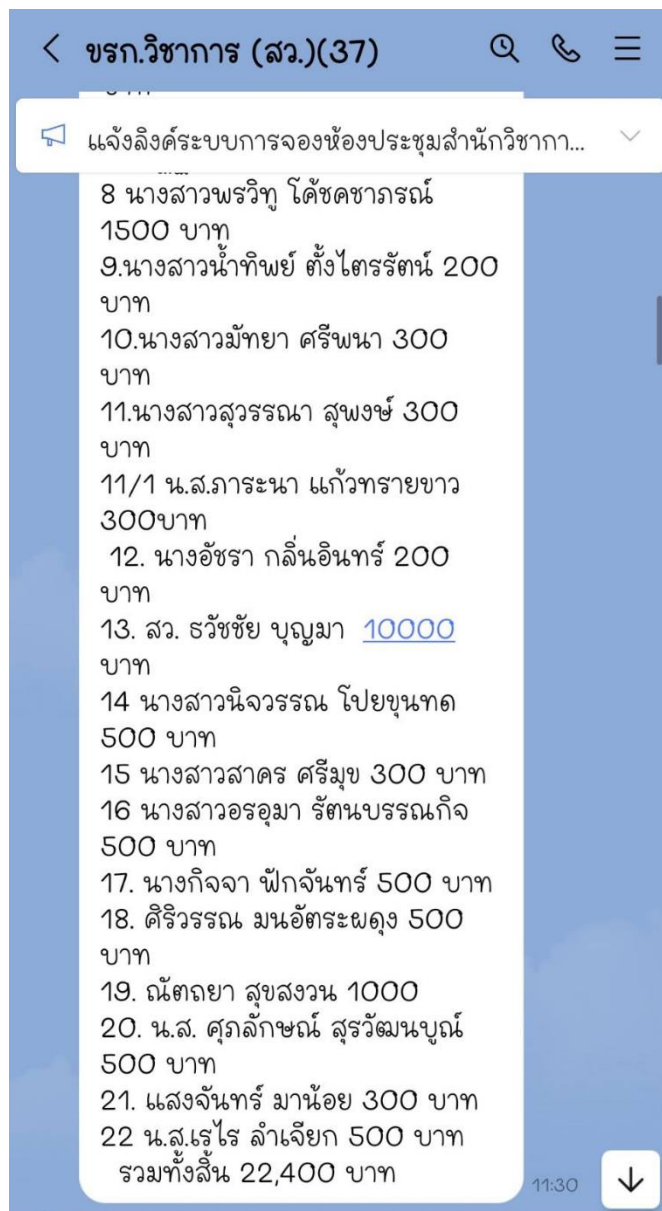 ขรก.วิชาการ (สว.)(37)
แจ้งลิงค์ระบบการจองห้องประชุมสำนักวิชากา...
8 นางสาวพรวิทู โค้ชคชาภรณ์
1500 บาท
9.นางสาวน้ำทิพย์ ตั้งไตรรัตน์ 200
บาท
10.นางสาวมัทยา ศรีพนา 300
บาท
11.นางสาวสุวรรณา สุพงษ์ 300
บาท
11/1 น.ส.ภาระนา แก้วทรายขาว
300บาท
12. นางอัชรา กลิ่นอินทร์ 200
บาท
13. สว. ธวัชชัย บุญมา 10000
บาท
14 นางสาวนิจวรรณ โปยขุนทด
500 บาท
15 นางสาวสาคร ศรีมุข 300 บาท
16 นางสาวอรอุมา รัตนบรรณกิจ
500 บาท
17. นางกิจจา ฟักจันทร์ 500 บาท
18. ศิริวรรณ มนอัตระผดุง 500
บาท
19. ณัตถยา สุขสงวน 1000
20. น.ส. ศุภลักษณ์ สุรวัฒนบูณ์
500 บาท
21. แสงจันทร์ มาน้อย 300 บาท
22 น.ส.เรไร ลำเจียก 500 บาท
รวมทั้งสิ้น 22,400 บาท
11:30